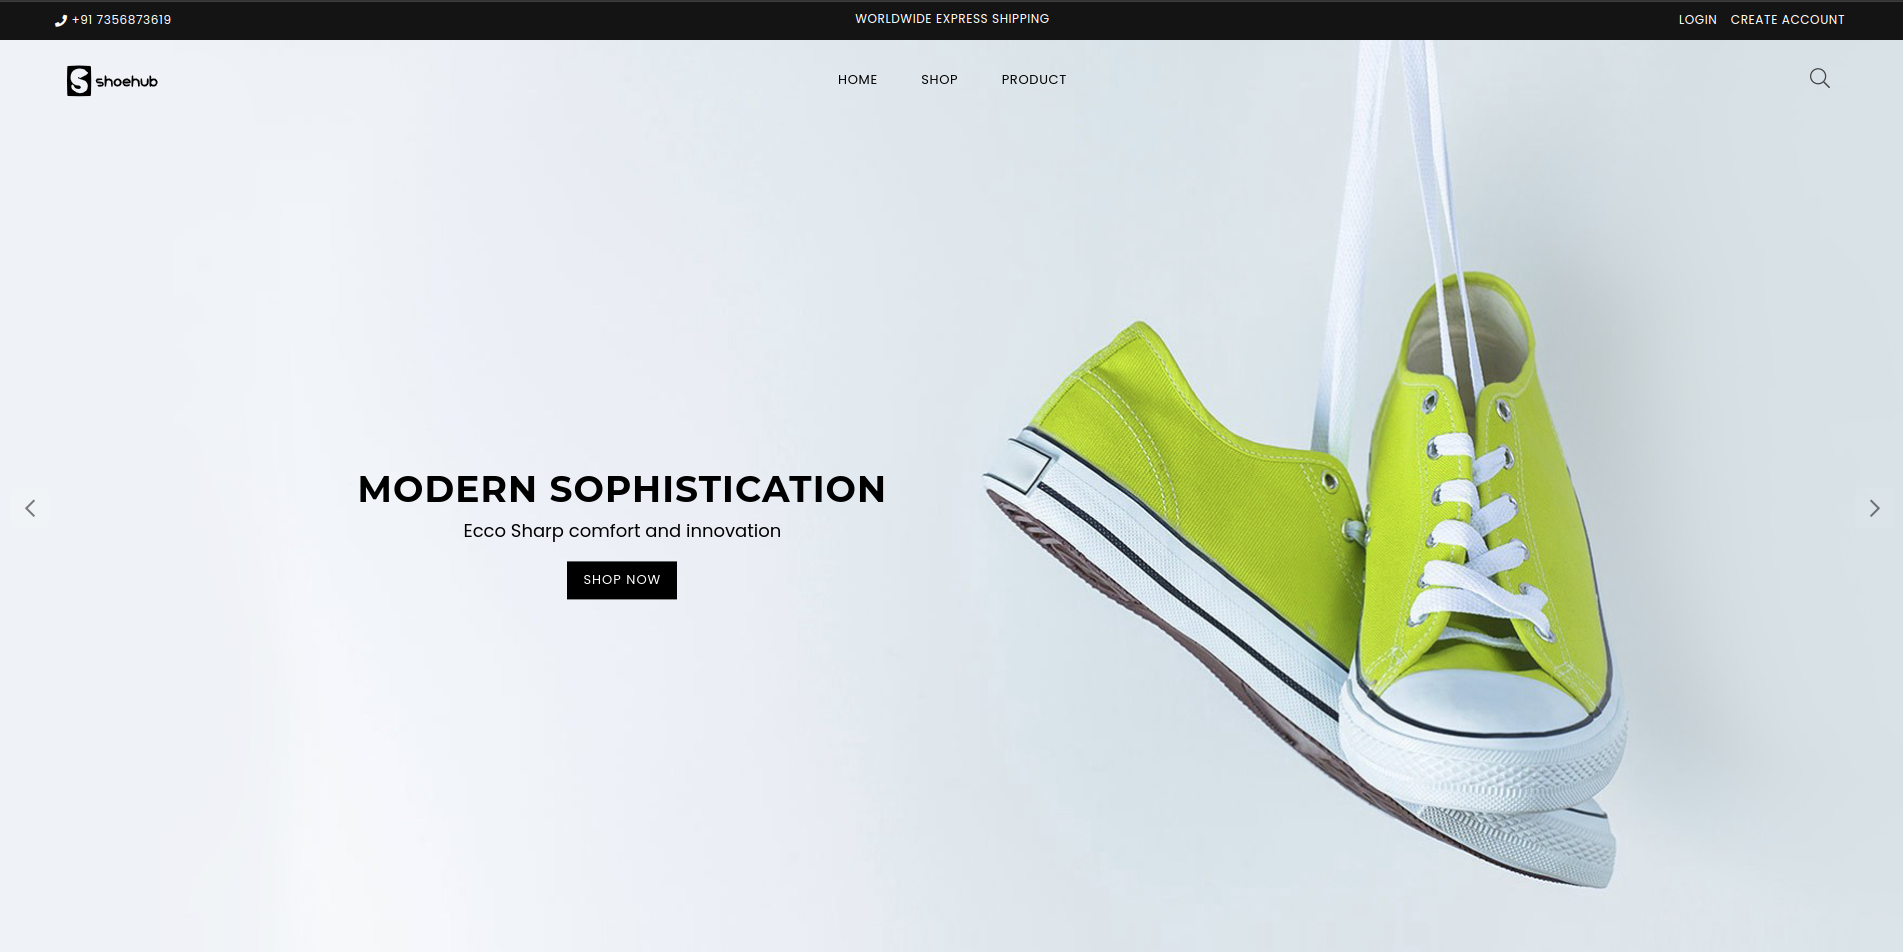 +91 7356873619
WORLDWIDE EXPRESS SHIPPING
LOGIN CREATE ACCOUNT
shoehub
HOME SHOP PRODUCT
MODERN SOPHISTICATION
Ecco Sharp comfort and innovation
SHOP NOW